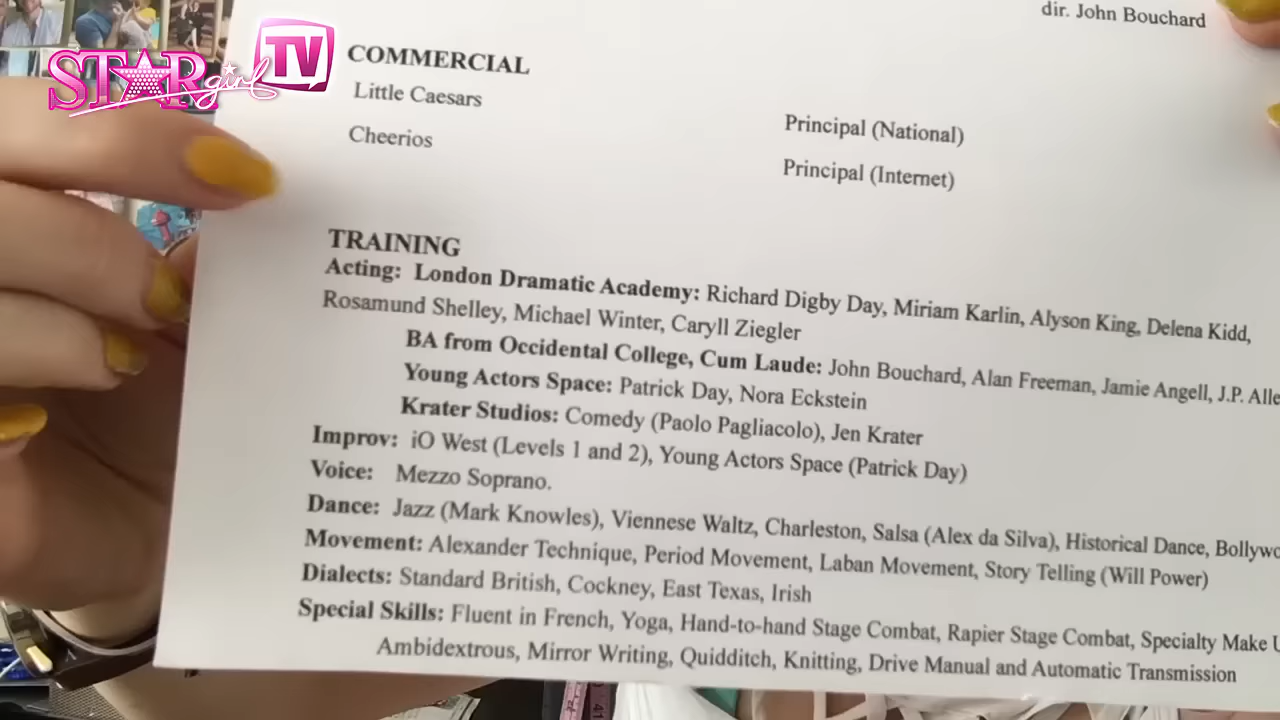 dir. John Bouchard
STAR girl TV
COMMERCIAL
Little Caesars
Principal (National)
Cheerios
Principal (Internet)
TRAINING
Acting: London Dramatic Academy: Richard Digby Day, Miriam Karlin, Alyson King, Delena Kidd,
Rosamund Shelley, Michael Winter, Caryll Ziegler
BA from Occidental College, Cum Laude: John Bouchard, Alan Freeman, Jamie Angell, J.P. Alle
Young Actors Space: Patrick Day, Nora Eckstein
Krater Studios: Comedy (Paolo Pagliacolo), Jen Krater
Improv: iO West (Levels 1 and 2), Young Actors Space (Patrick Day)
Voice: Mezzo Soprano.
Dance: Jazz (Mark Knowles), Viennese Waltz, Charleston, Salsa (Alex da Silva), Historical Dance, Bollywo
Movement: Alexander Technique, Period Movement, Laban Movement, Story Telling (Will Power)
Dialects: Standard British, Cockney, East Texas, Irish
Special Skills: Fluent in French, Yoga, Hand-to-hand Stage Combat, Rapier Stage Combat, Specialty Make U
Ambidextrous, Mirror Writing, Quidditch, Knitting, Drive Manual and Automatic Transmission
41